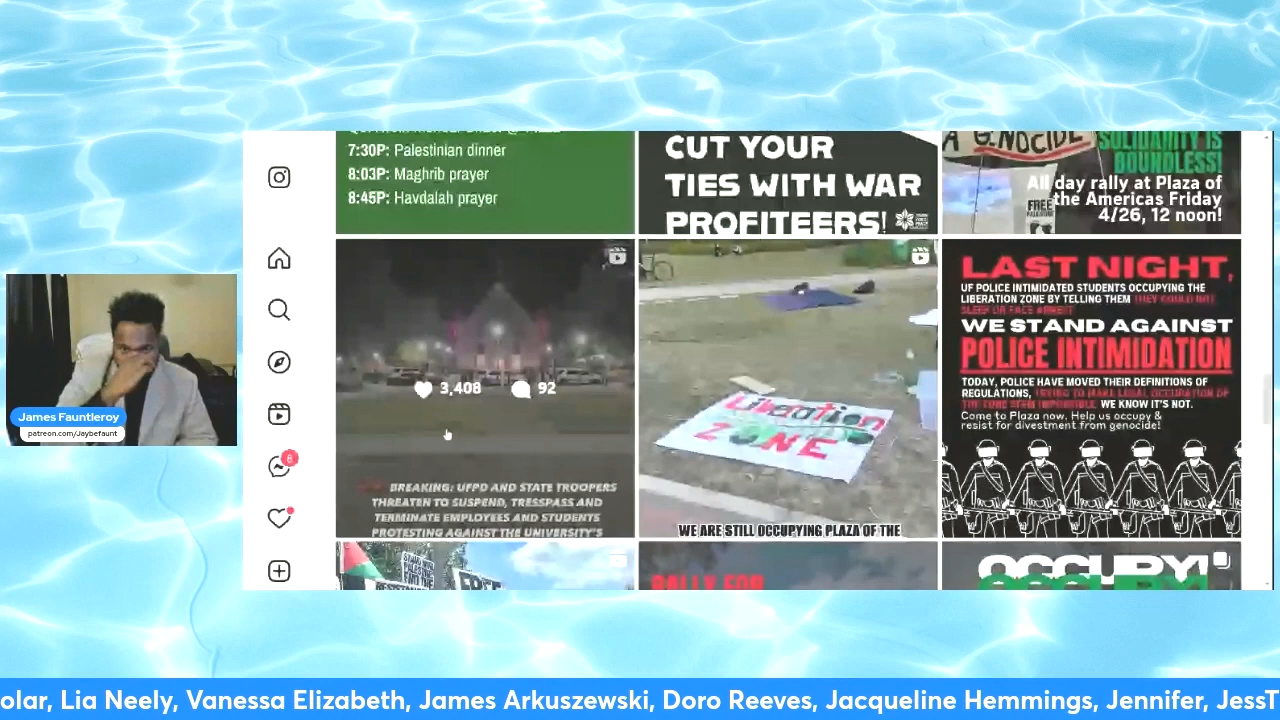 7:30P: Palestinian dinner
8:03P: Maghrib prayer
8:45P: Havdalah prayer
CUT YOUR
TIES WITH WAR
PROFITEERS!
A GENOCIDE
SOLIDARITY IS
BOUNDLESS!
All day rally at Plaza of
the Americas Friday
4/26, 12 noon!
FREE
3,408
92
BREAKING: UFPD AND STATE TROOPERS
THREATEN TO SUSPEND, TRESSPASS AND
TERMINATE EMPLOYEES AND STUDENTS
PROTESTING AGAINST THE UNIVERSITY'S
Liberation
ZONE
WE ARE STILL OCCUPYING PLAZA OF THE
LAST NIGHT,
UF POLICE INTIMIDATED STUDENTS OCCUPYING THE
LIBERATION ZONE BY TELLING THEM THEY COULD NOT
SLEEP OR FACE ARREST
WE STAND AGAINST
POLICE INTIMIDATION
TODAY, POLICE HAVE MOVED THEIR DEFINITIONS OF
REGULATIONS, TRYING TO MAKE LEGAL OCCUPATION OF
WE KNOW IT'S NOT.
Come to Plaza now. Help us occupy &
resist for divestment from genocide!
FREE
RALLY FOR
OCCUPY!
OCCUPY!
James Fauntleroy
patreon.com/Jaybefaunt
6
olar, Lia Neely, Vanessa Elizabeth, James Arkuszewski, Doro Reeves, Jacqueline Hemmings, Jennifer, JessT